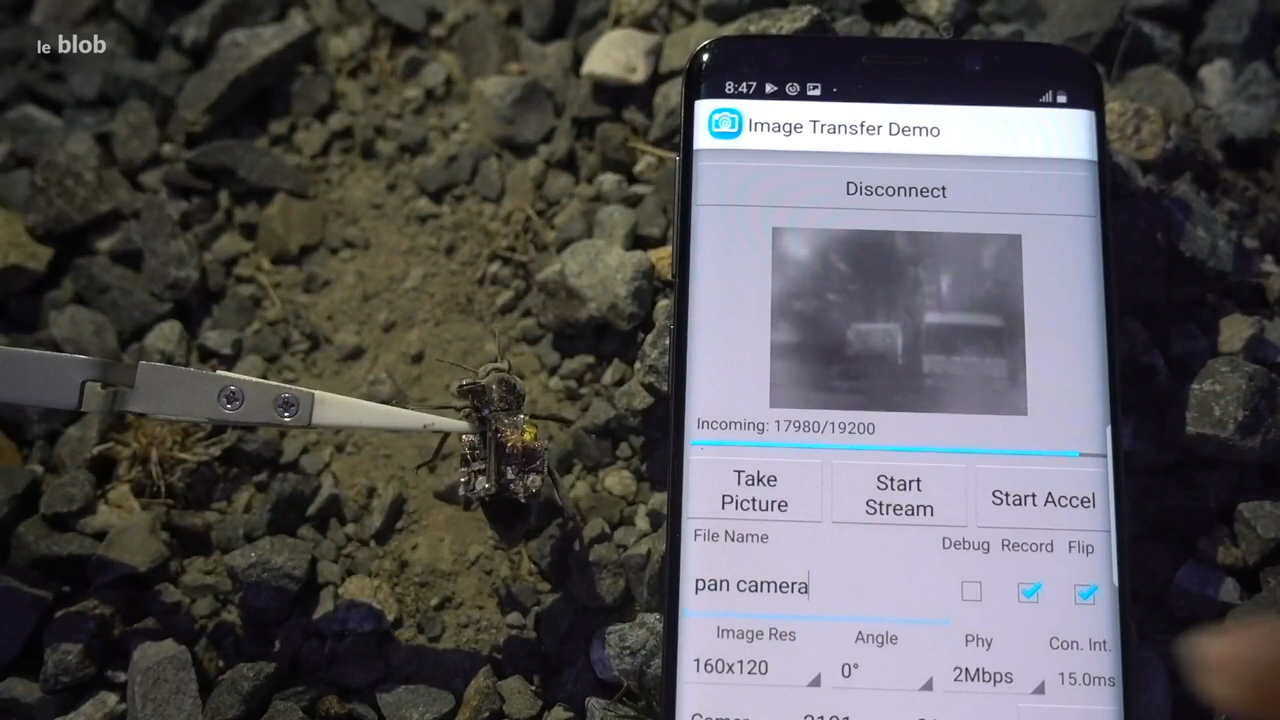 le blob
8:47
Image Transfer Demo
Disconnect
Incoming: 17980/19200
Take Picture
Start Stream
Start Accel
File Name
Debug Record Flip
pan camera
Image Res Angle Phy Con. Int.
160x120 0° 2Mbps 15.0ms